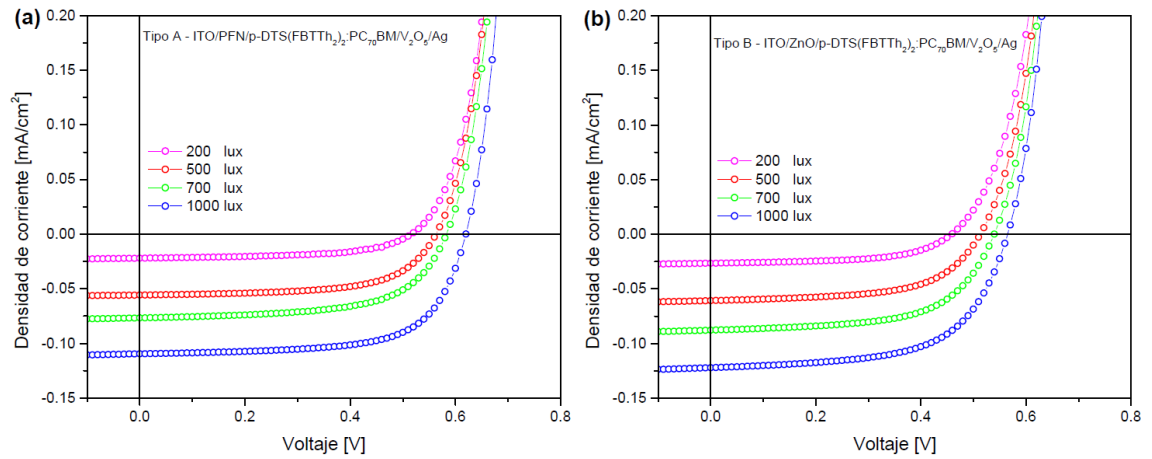 (a)
Tipo A - ITO/PFN/p-DTS(FBTTh₂)₂:PC₇₀BM/V₂O₅/Ag
200 lux
500 lux
700 lux
1000 lux
Densidad de corriente [mA/cm²]
0.20
0.15
0.10
0.05
0.00
-0.05
-0.10
-0.15
0.0
0.2
0.4
0.6
0.8
Voltaje [V]
(b)
Tipo B - ITO/ZnO/p-DTS(FBTTh₂)₂:PC₇₀BM/V₂O₅/Ag
200 lux
500 lux
700 lux
1000 lux
Densidad de corriente [mA/cm²]
0.20
0.15
0.10
0.05
0.00
-0.05
-0.10
-0.15
0.0
0.2
0.4
0.6
0.8
Voltaje [V]